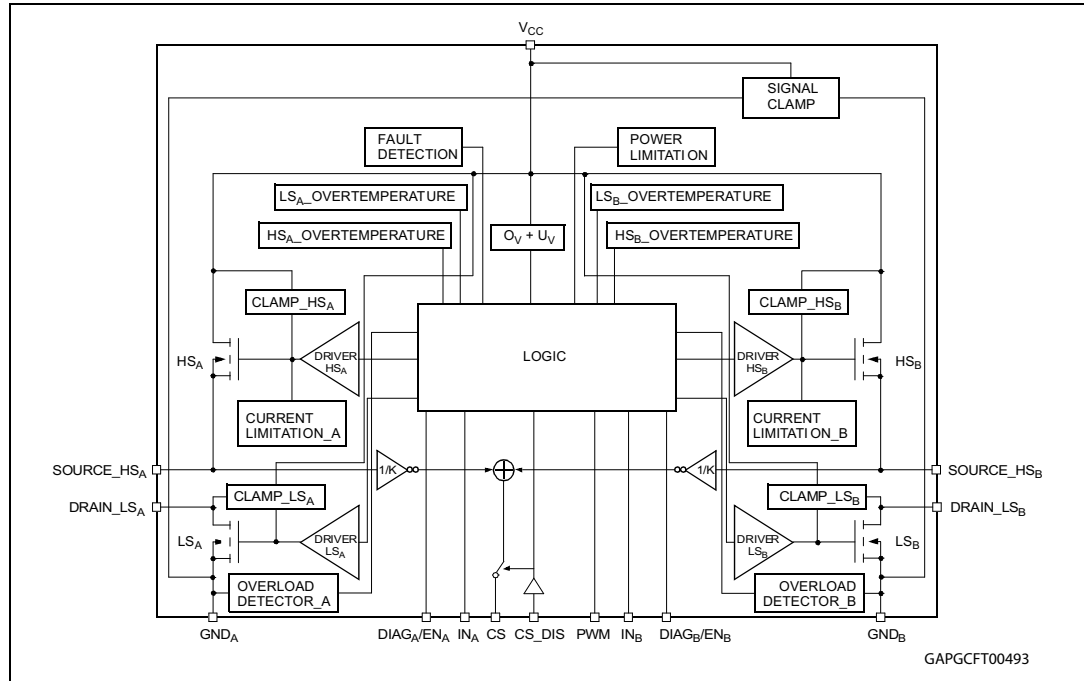 VCC
SIGNAL
CLAMP
FAULT
DETECTION
POWER
LIMITATION
LSA_OVERTEMPERATURE
LSB_OVERTEMPERATURE
HSA_OVERTEMPERATURE
OV + UV
HSB_OVERTEMPERATURE
CLAMP_HSA
CLAMP_HSB
HSA
DRIVER
HSA
LOGIC
DRIVER
HSB
HSB
CURRENT
LIMITATION_A
CURRENT
LIMITATION_B
SOURCE_HSA
1/K
1/K
SOURCE_HSB
CLAMP_LSA
CLAMP_LSB
DRAIN_LSA
DRAIN_LSB
LSA
DRIVER
LSA
DRIVER
LSB
LSB
OVERLOAD
DETECTOR_A
OVERLOAD
DETECTOR_B
GNDA
DIAGA/ENA
INA
CS
CS_DIS
PWM
INB
DIAGB/ENB
GNDB
GAPGCFT00493